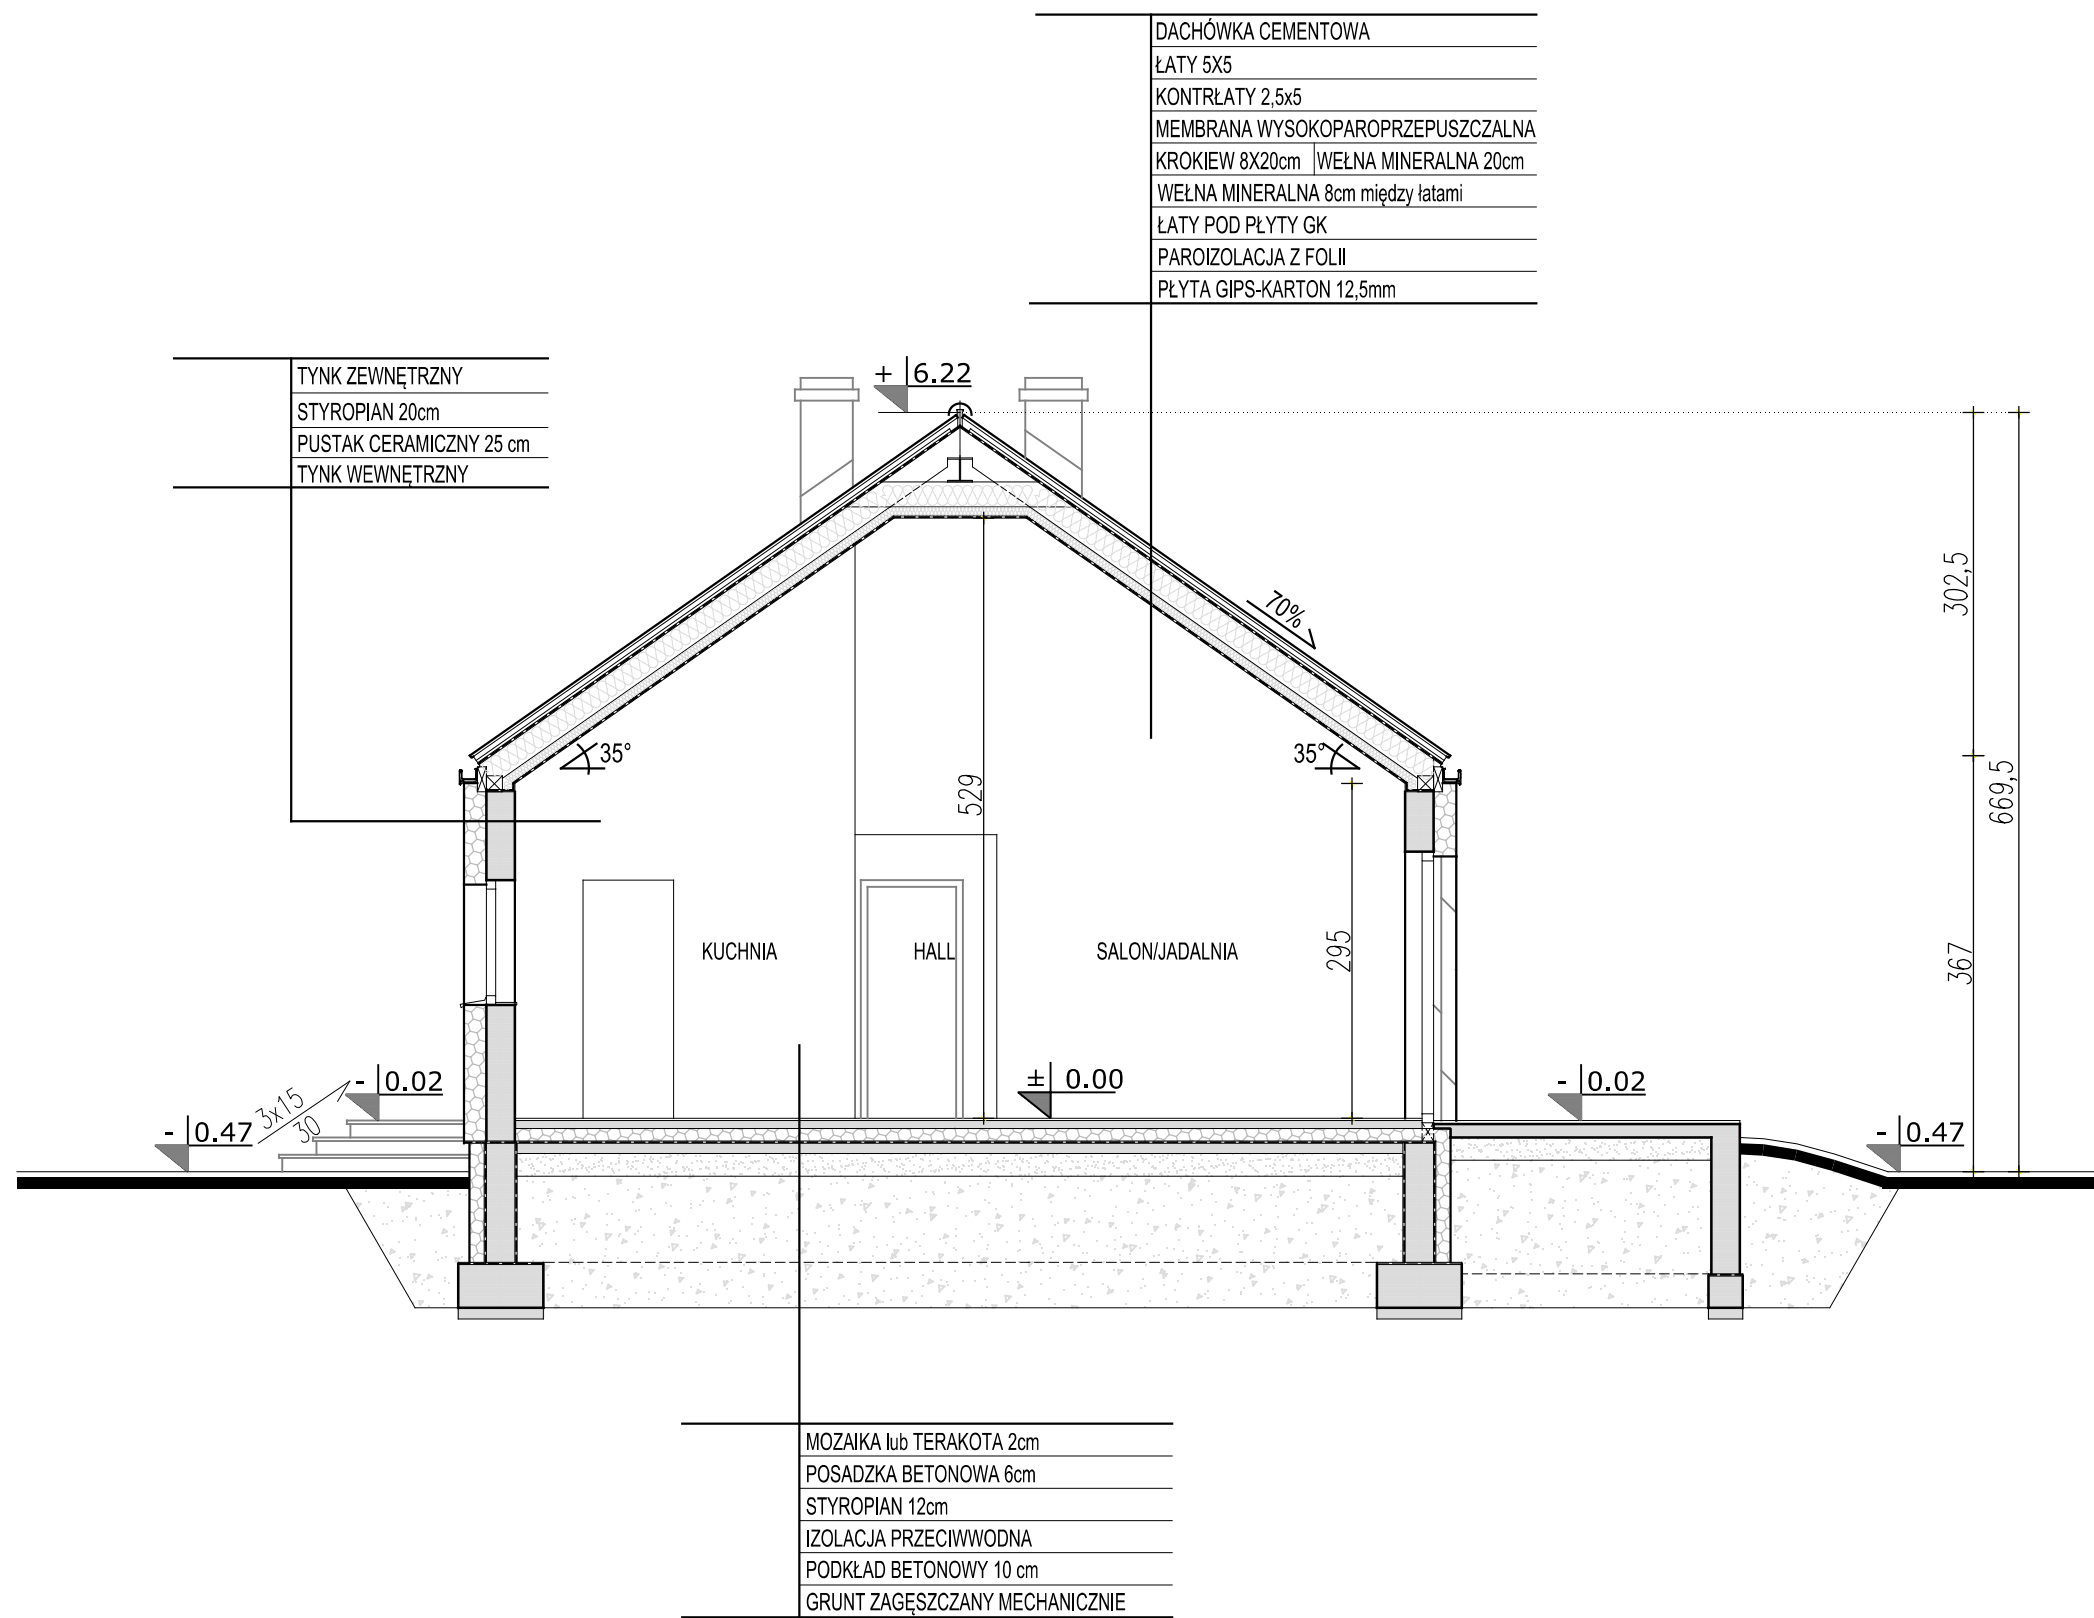 DACHÓWKA CEMENTOWA
ŁATY 5X5
KONTRŁATY 2,5x5
MEMBRANA WYSOKOPAROPRZEPUSZCZALNA
KROKIEW 8X20cm WEŁNA MINERALNA 20cm
WEŁNA MINERALNA 8cm między łatami
ŁATY POD PŁYTY GK
PAROIZOLACJA Z FOLII
PŁYTA GIPS-KARTON 12,5mm
TYNK ZEWNĘTRZNY
STYROPIAN 20cm
PUSTAK CERAMICZNY 25 cm
TYNK WEWNĘTRZNY
+ 6.22
302,5
70%
35°
35°
529
669,5
KUCHNIA
HALL
SALON/JADALNIA
295
367
- 0.02
± 0.00
- 0.02
- 0.47
3x15
30
- 0.47
MOZAIKA lub TERAKOTA 2cm
POSADZKA BETONOWA 6cm
STYROPIAN 12cm
IZOLACJA PRZECIWWODNA
PODKŁAD BETONOWY 10 cm
GRUNT ZAGĘSZCZANY MECHANICZNIE